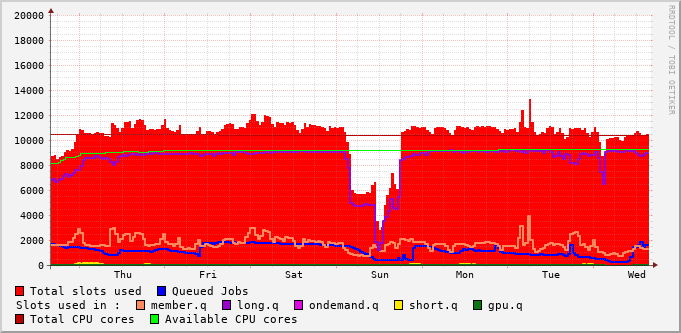 20000
18000
16000
14000
12000
10000
8000
6000
4000
2000
0
Thu Fri Sat Sun Mon Tue Wed
RRDTOOL / TOBI OETIKER
Total slots used Queued Jobs
Slots used in : member.q long.q ondemand.q short.q gpu.q
Total CPU cores Available CPU cores